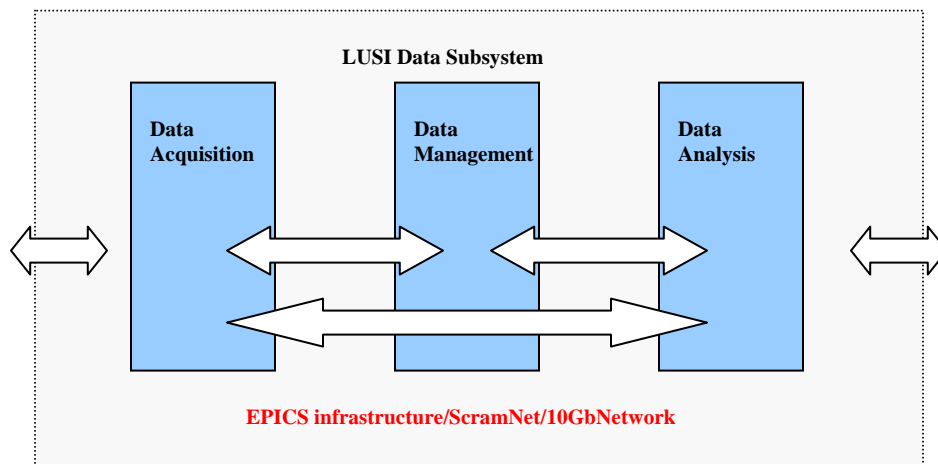 LUSI Data Subsystem
Data
Acquisition
Data
Management
Data
Analysis
EPICS infrastructure/ScramNet/10GbNetwork